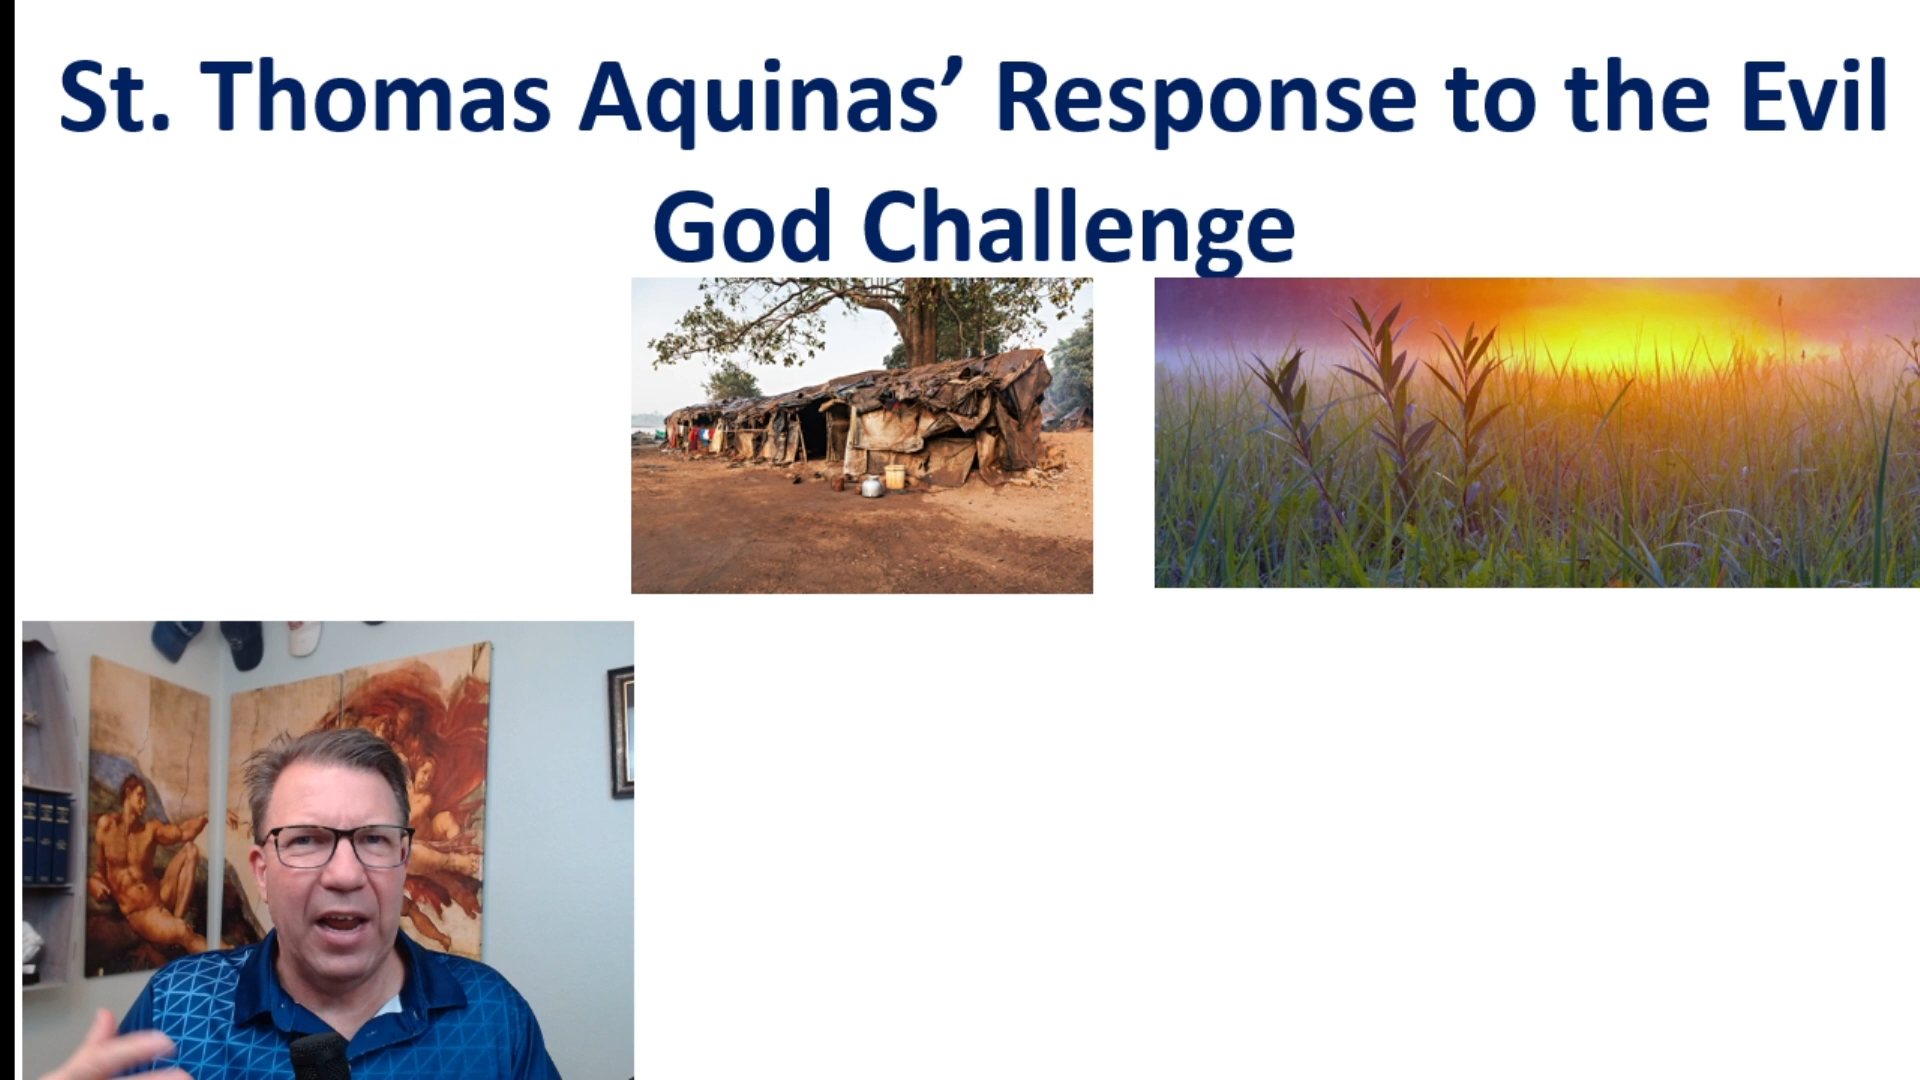 St. Thomas Aquinas’ Response to the Evil
God Challenge